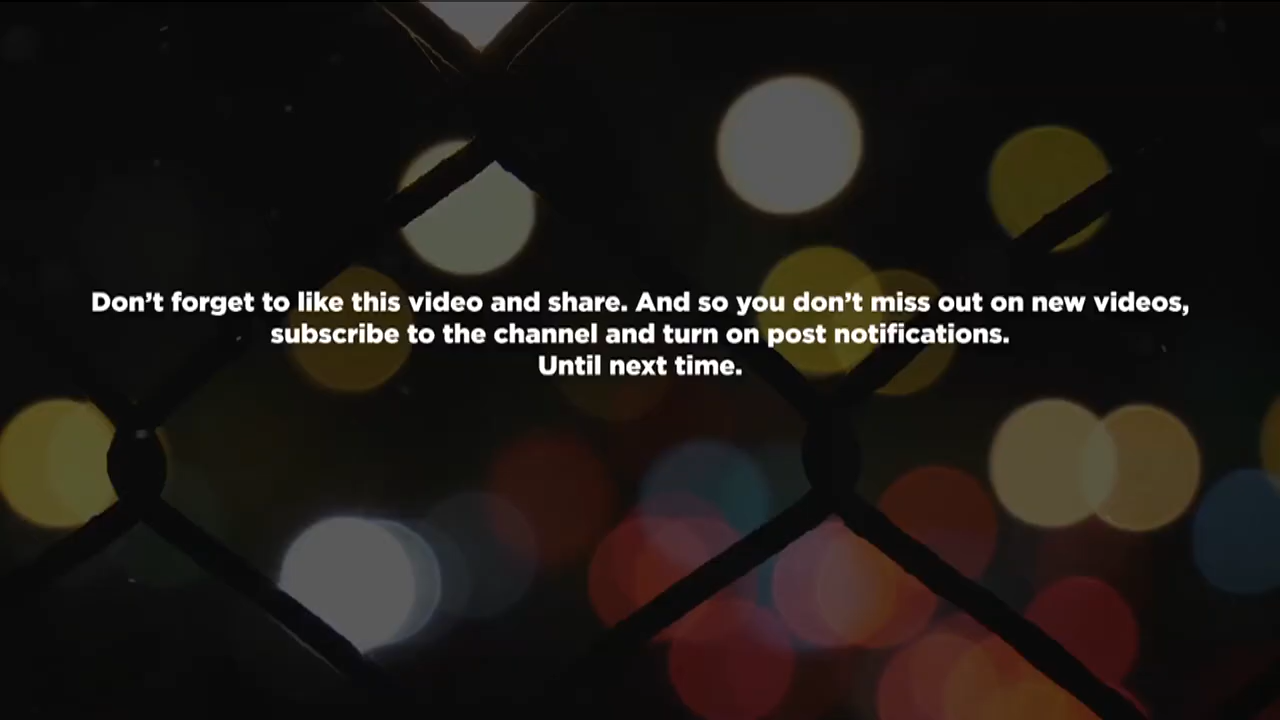 Don’t forget to like this video and share. And so you don’t miss out on new videos,
subscribe to the channel and turn on post notifications.
Until next time.